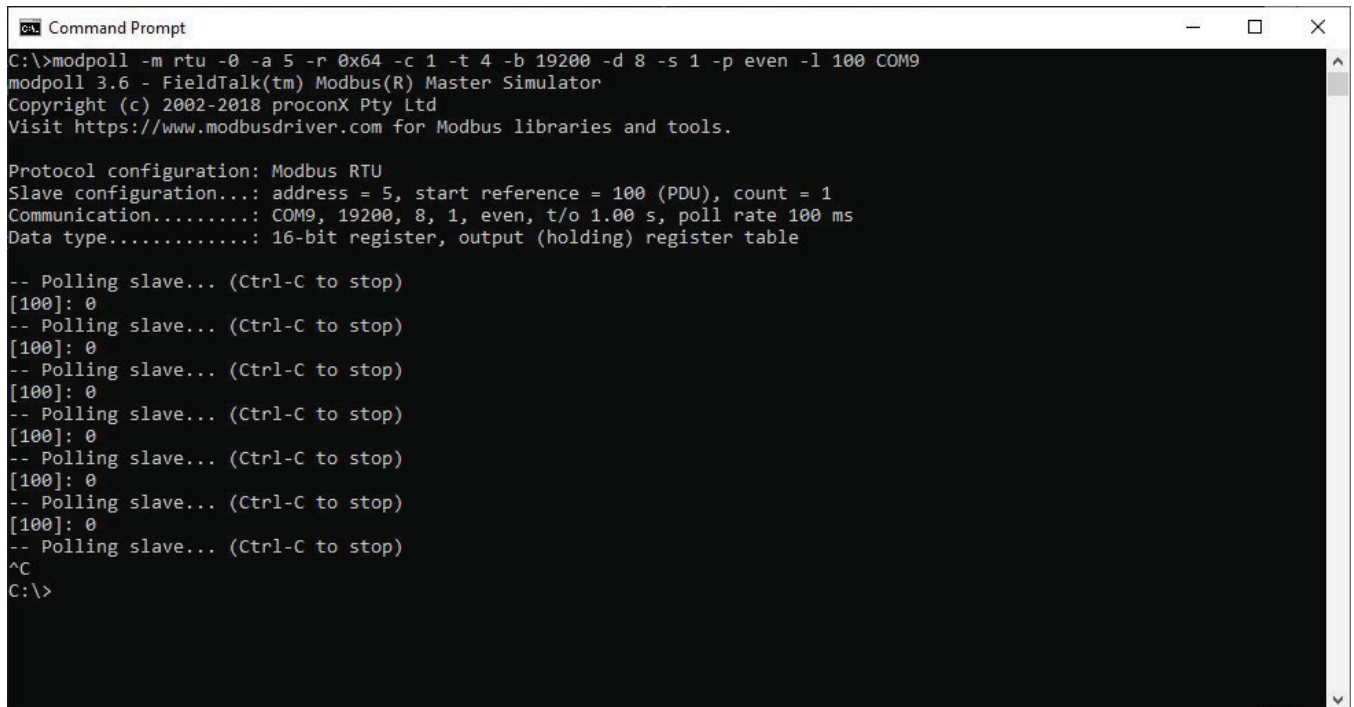 Command Prompt
C:\>modpoll -m rtu -0 -a 5 -r 0x64 -c 1 -t 4 -b 19200 -d 8 -s 1 -p even -l 100 COM9
modpoll 3.6 - FieldTalk(tm) Modbus(R) Master Simulator
Copyright (c) 2002-2018 proconX Pty Ltd
Visit https://www.modbusdriver.com for Modbus libraries and tools.

Protocol configuration: Modbus RTU
Slave configuration...: address = 5, start reference = 100 (PDU), count = 1
Communication.........: COM9, 19200, 8, 1, even, t/o 1.00 s, poll rate 100 ms
Data type.............: 16-bit register, output (holding) register table

-- Polling slave... (Ctrl-C to stop)
[100]: 0
-- Polling slave... (Ctrl-C to stop)
[100]: 0
-- Polling slave... (Ctrl-C to stop)
[100]: 0
-- Polling slave... (Ctrl-C to stop)
[100]: 0
-- Polling slave... (Ctrl-C to stop)
[100]: 0
-- Polling slave... (Ctrl-C to stop)
[100]: 0
-- Polling slave... (Ctrl-C to stop)
^C
C:\>